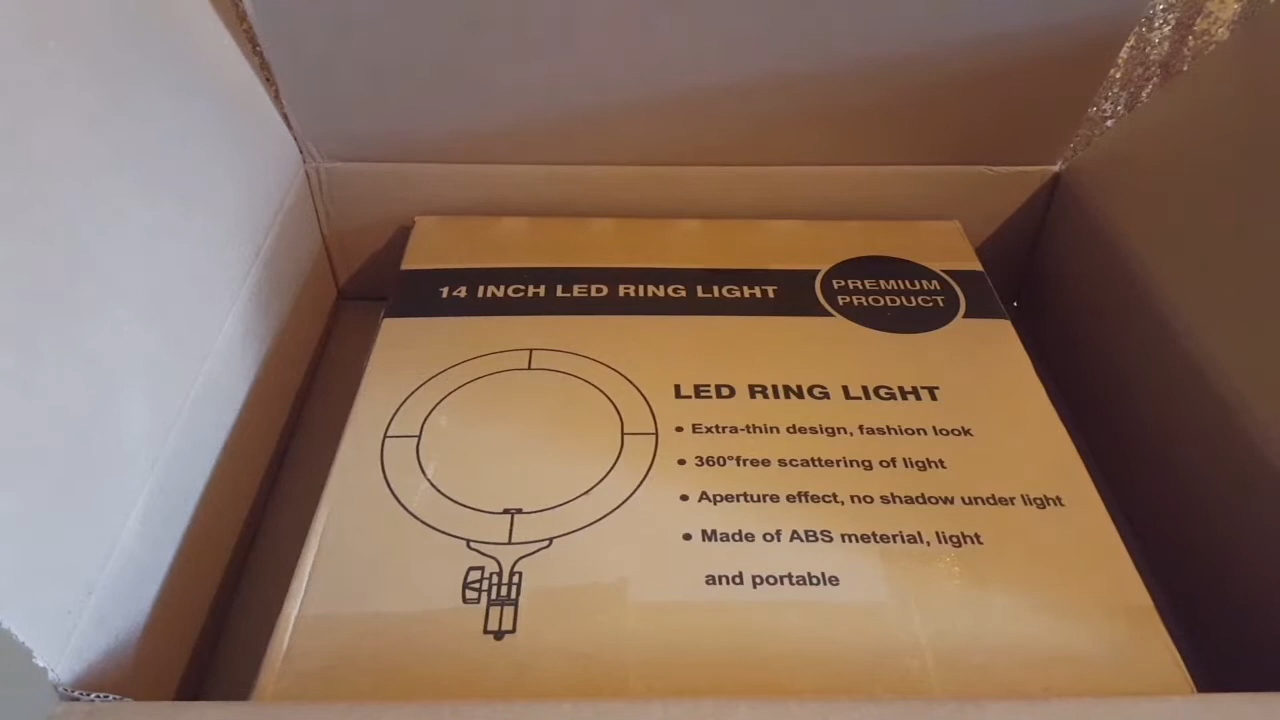 14 INCH LED RING LIGHT
PREMIUM
PRODUCT
LED RING LIGHT
• Extra-thin design, fashion look
• 360°free scattering of light
• Aperture effect, no shadow under light
• Made of ABS meterial, light
and portable